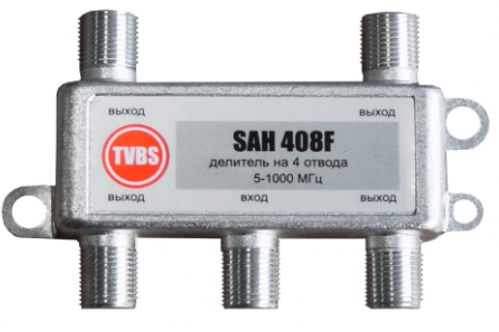 выход выход
TVBS
SAH 408F
делитель на 4 отвода
5-1000 МГц
выход вход выход